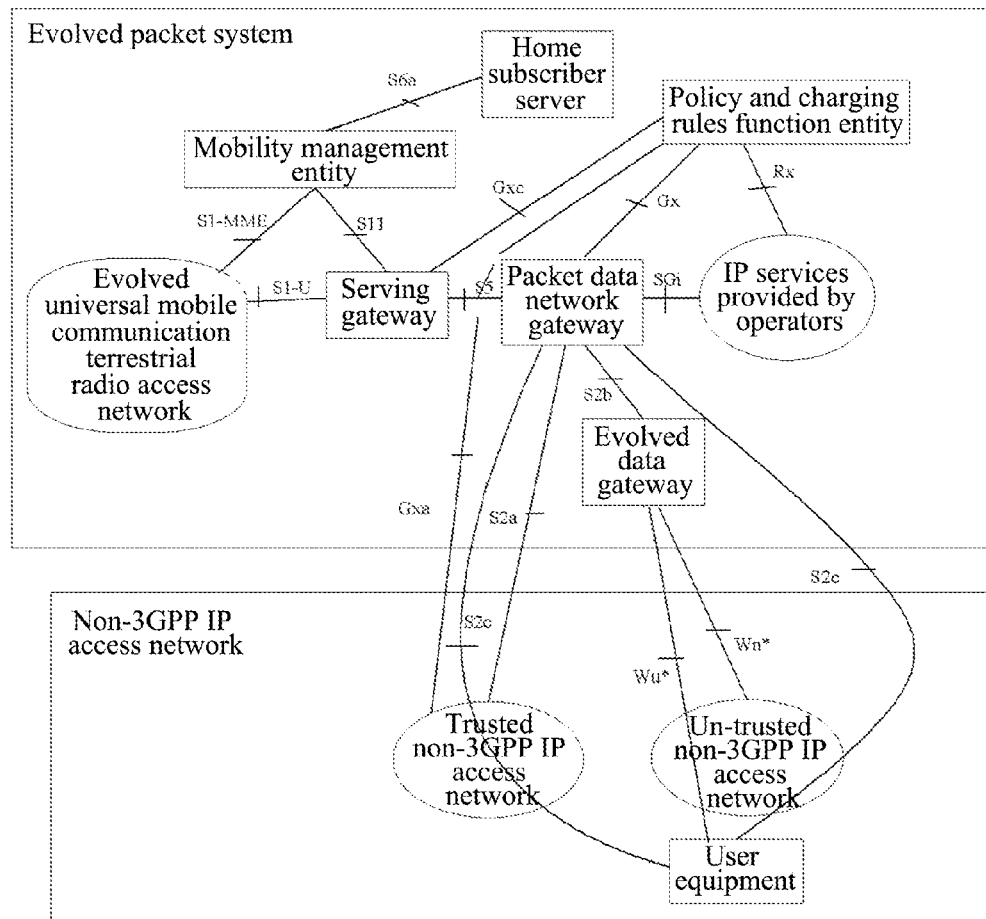 Evolved packet system
Home
subscriber
server
S6a
Policy and charging
rules function entity
Mobility management
entity
Gxc
Gx
Rx
S1-MME
S11
Evolved
universal mobile
communication
terrestrial
radio access
network
S1-U
Serving
gateway
S5
Packet data
network
gateway
SGi
IP services
provided by
operators
S2b
Evolved
data
gateway
Gxa
S2a
S2c
Non-3GPP IP
access network
S2c
Wn*
Wu*
Trusted
non-3GPP IP
access
network
Un-trusted
non-3GPP IP
access
network
User
equipment